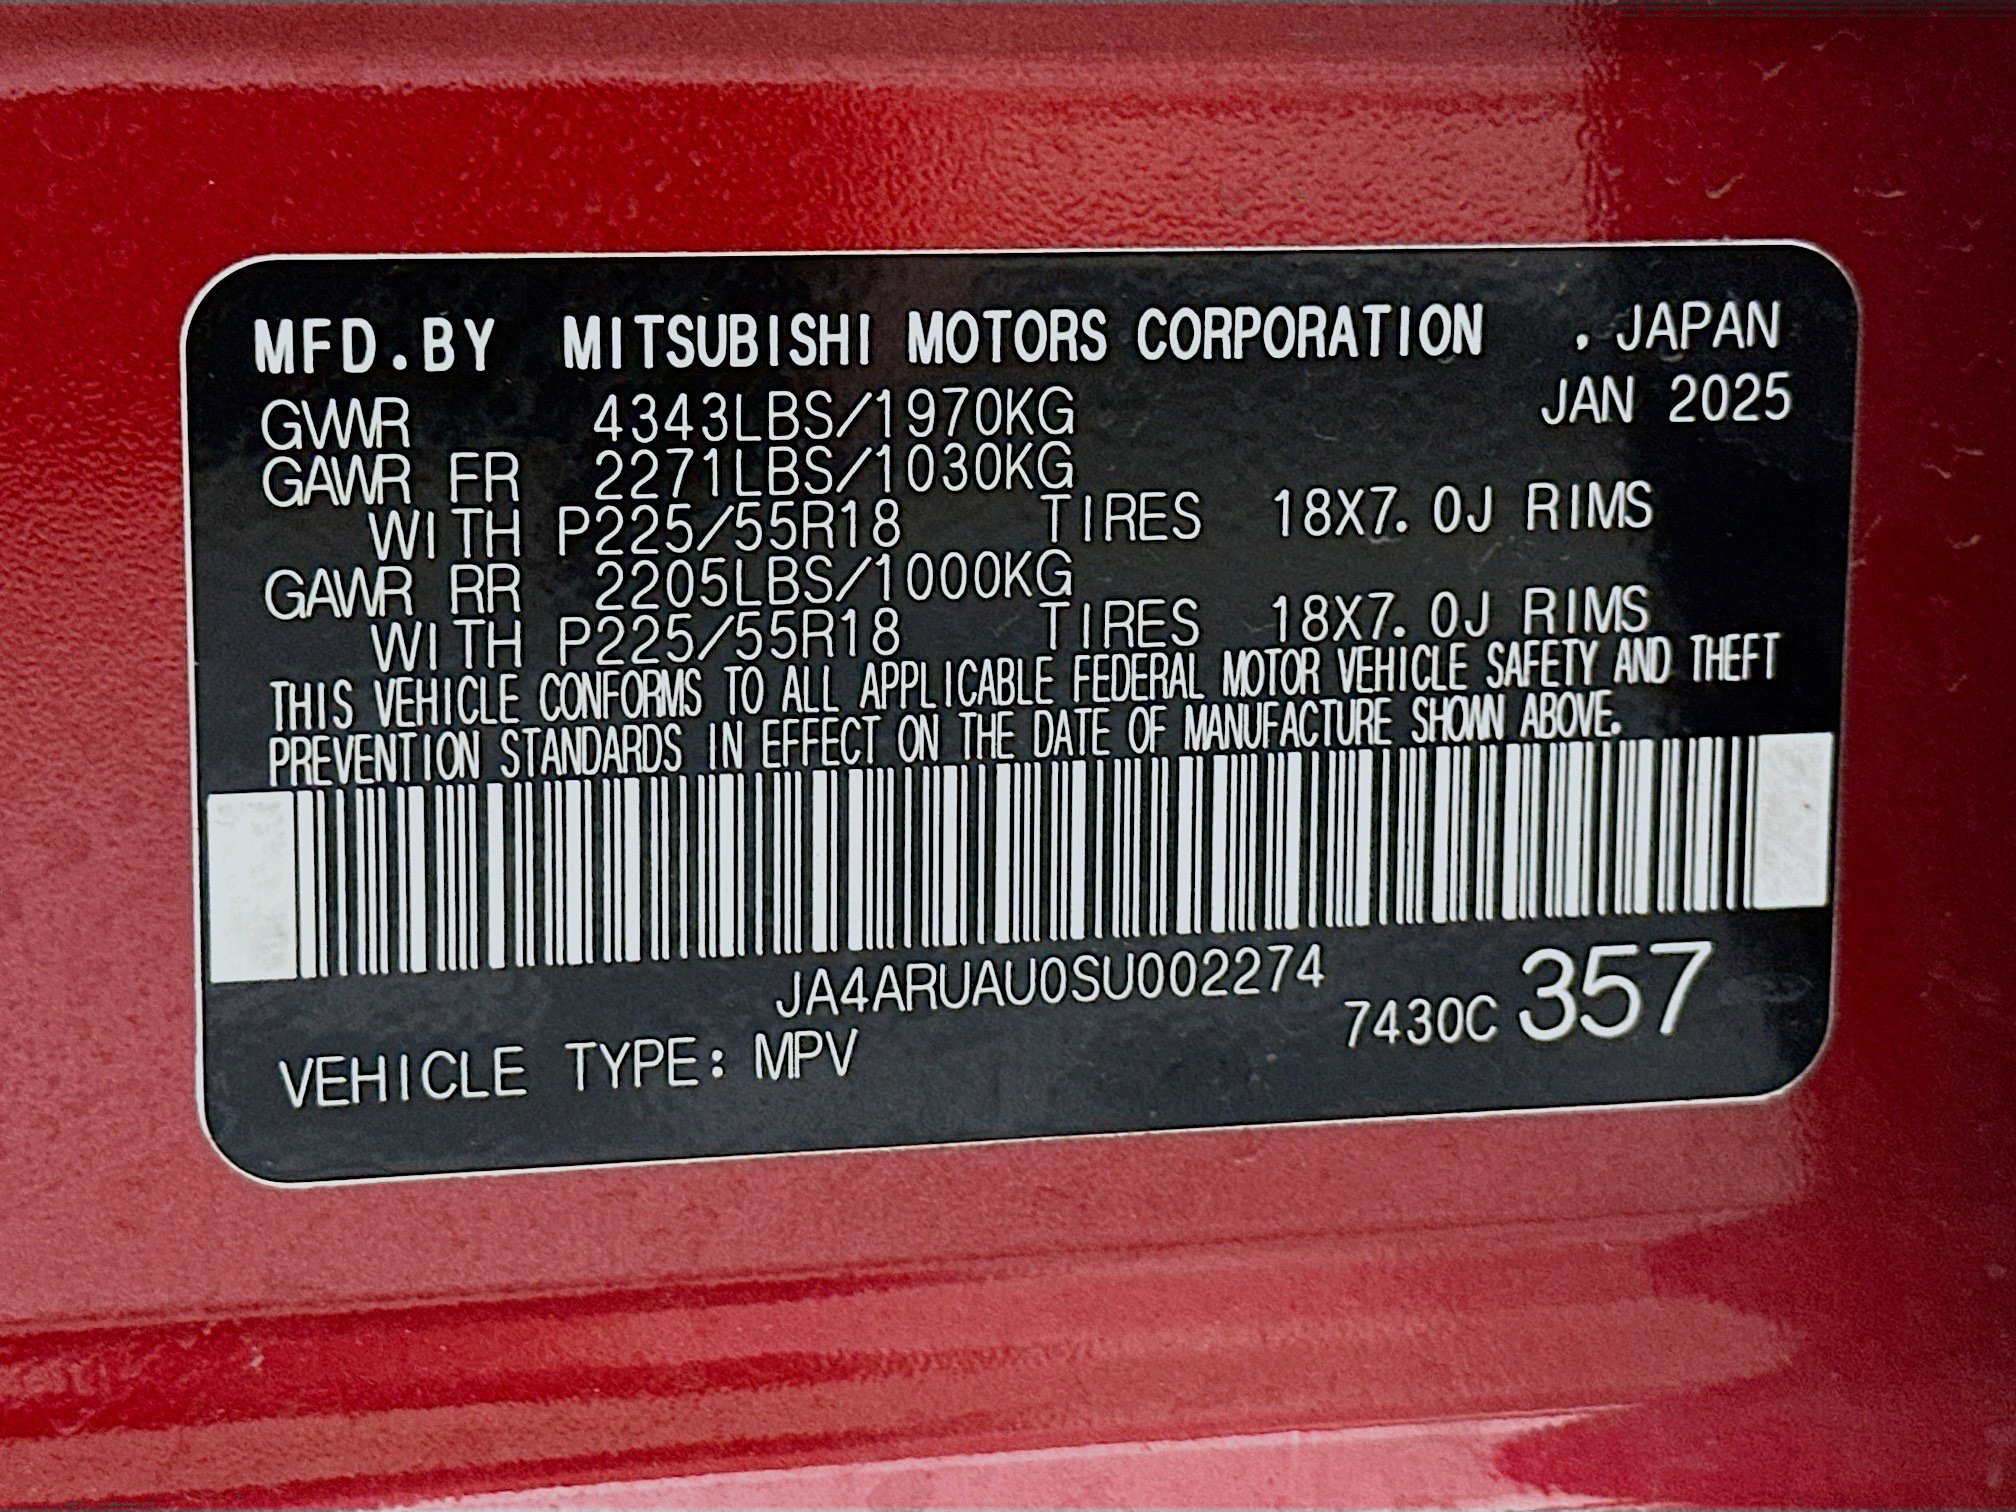 MFD.BY MITSUBISHI MOTORS CORPORATION , JAPAN
GVWR 4343LBS/1970KG JAN 2025
GAWR FR 2271LBS/1030KG
WITH P225/55R18 TIRES 18X7.0J RIMS
GAWR RR 2205LBS/1000KG
WITH P225/55R18 TIRES 18X7.0J RIMS
THIS VEHICLE CONFORMS TO ALL APPLICABLE FEDERAL MOTOR VEHICLE SAFETY AND THEFT
PREVENTION STANDARDS IN EFFECT ON THE DATE OF MANUFACTURE SHOWN ABOVE.
JA4ARUAU0SU002274
VEHICLE TYPE: MPV 7430C 357